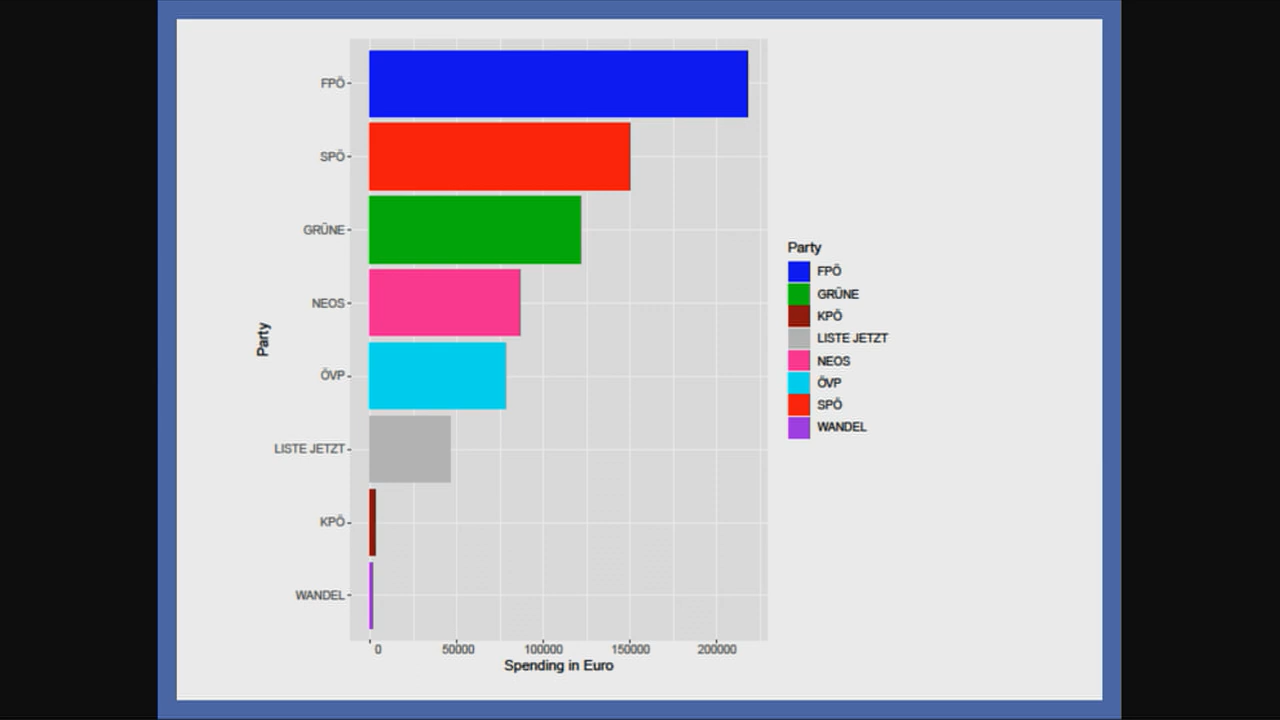 FPÖ
SPÖ
GRÜNE
NEOS
ÖVP
LISTE JETZT
KPÖ
WANDEL
Party
0 50000 100000 150000 200000
Spending in Euro
Party
FPÖ
GRÜNE
KPÖ
LISTE JETZT
NEOS
ÖVP
SPÖ
WANDEL